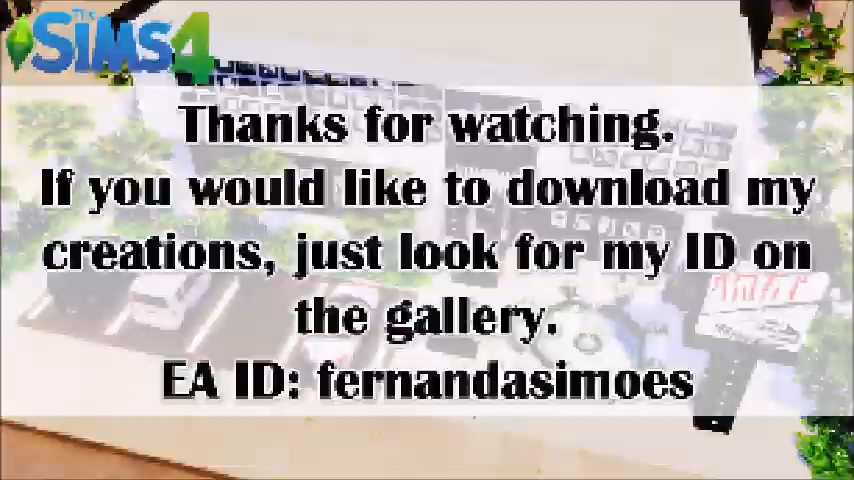 THE SIMS 4
Thanks for watching.
If you would like to download my
creations, just look for my ID on
the gallery.
EA ID: fernandasimoes